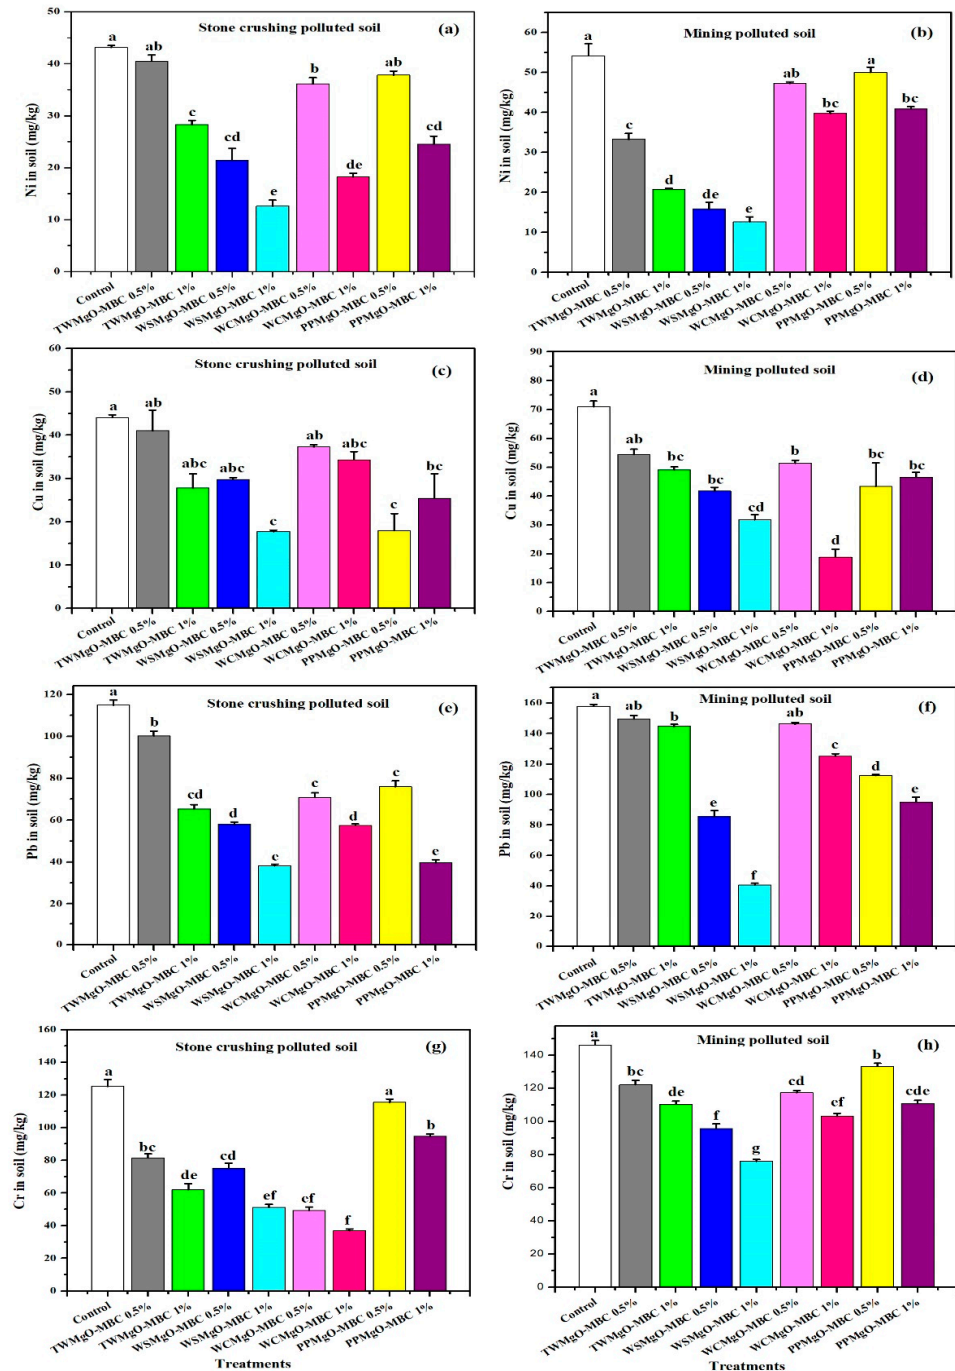 Stone crushing polluted soil (a)
Ni in soil (mg/kg)
50
40
30
20
10
0
a ab c cd e b de ab cd
Control TWMgO-MBC 0.5% TWMgO-MBC 1% WSMgO-MBC 0.5% WSMgO-MBC 1% WCMgO-MBC 0.5% WCMgO-MBC 1% PPMgO-MBC 0.5% PPMgO-MBC 1%
Mining polluted soil (b)
Ni in soil (mg/kg)
60
50
40
30
20
10
0
a c d de e ab bc a bc
Control TWMgO-MBC 0.5% TWMgO-MBC 1% WSMgO-MBC 0.5% WSMgO-MBC 1% WCMgO-MBC 0.5% WCMgO-MBC 1% PPMgO-MBC 0.5% PPMgO-MBC 1%
Stone crushing polluted soil (c)
Cu in soil (mg/kg)
60
50
40
30
20
10
0
a ab abc abc c ab abc c bc
Control TWMgO-MBC 0.5% TWMgO-MBC 1% WSMgO-MBC 0.5% WSMgO-MBC 1% WCMgO-MBC 0.5% WCMgO-MBC 1% PPMgO-MBC 0.5% PPMgO-MBC 1%
Mining polluted soil (d)
Cu in soil (mg/kg)
90
80
70
60
50
40
30
20
10
0
a ab bc bc cd b d bc bc
Control TWMgO-MBC 0.5% TWMgO-MBC 1% WSMgO-MBC 0.5% WSMgO-MBC 1% WCMgO-MBC 0.5% WCMgO-MBC 1% PPMgO-MBC 0.5% PPMgO-MBC 1%
Stone crushing polluted soil (e)
Pb in soil (mg/kg)
120
100
80
60
40
20
0
a b cd d e c d c e
Control TWMgO-MBC 0.5% TWMgO-MBC 1% WSMgO-MBC 0.5% WSMgO-MBC 1% WCMgO-MBC 0.5% WCMgO-MBC 1% PPMgO-MBC 0.5% PPMgO-MBC 1%
Mining polluted soil (f)
Pb in soil (mg/kg)
160
140
120
100
80
60
40
20
0
a ab b e f ab c d e
Control TWMgO-MBC 0.5% TWMgO-MBC 1% WSMgO-MBC 0.5% WSMgO-MBC 1% WCMgO-MBC 0.5% WCMgO-MBC 1% PPMgO-MBC 0.5% PPMgO-MBC 1%
Stone crushing polluted soil (g)
Cr in soil (mg/kg)
160
140
120
100
80
60
40
20
0
a bc de cd ef ef f a b
Control TWMgO-MBC 0.5% TWMgO-MBC 1% WSMgO-MBC 0.5% WSMgO-MBC 1% WCMgO-MBC 0.5% WCMgO-MBC 1% PPMgO-MBC 0.5% PPMgO-MBC 1%
Treatments
Mining polluted soil (h)
Cr in soil (mg/kg)
140
120
100
80
60
40
20
0
a bc de f g cd ef b cde
Control TWMgO-MBC 0.5% TWMgO-MBC 1% WSMgO-MBC 0.5% WSMgO-MBC 1% WCMgO-MBC 0.5% WCMgO-MBC 1% PPMgO-MBC 0.5% PPMgO-MBC 1%
Treatments